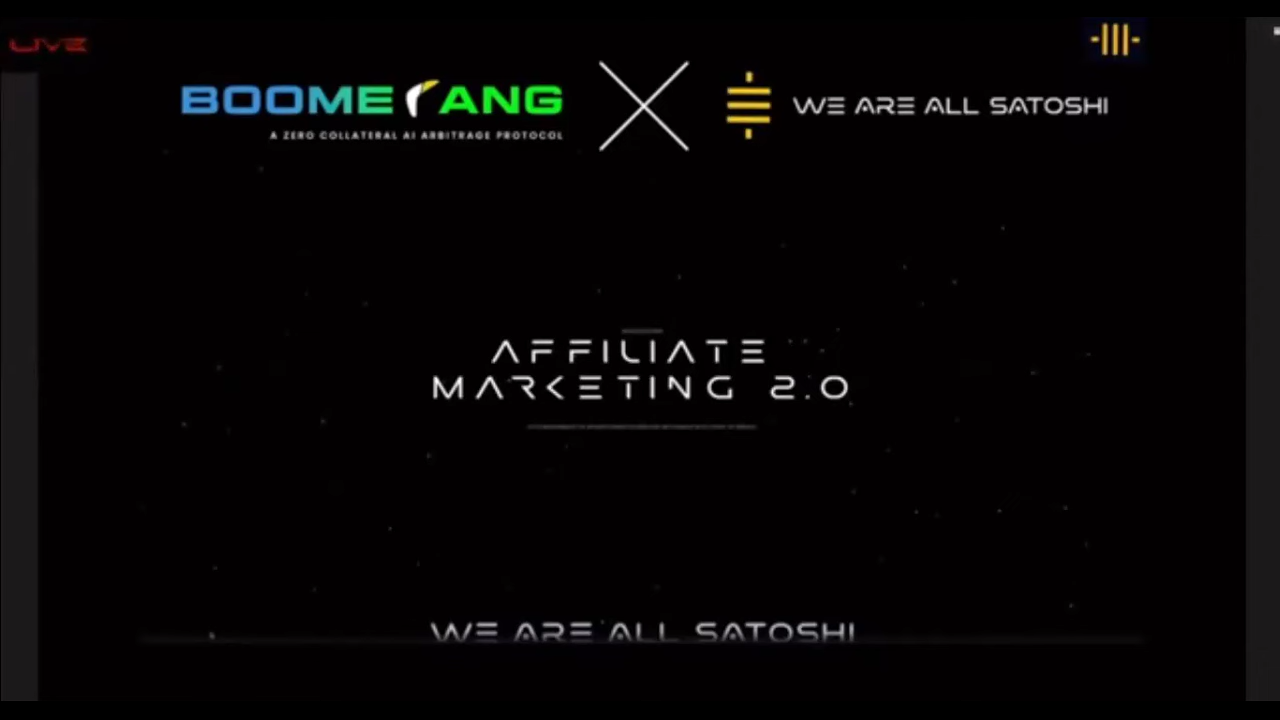 LIVE
BOOMERANG
A ZERO COLLATERAL AI ARBITRAGE PROTOCOL
WE ARE ALL SATOSHI
AFFILIATE
MARKETING 2.0
WE ARE ALL SATOSHI